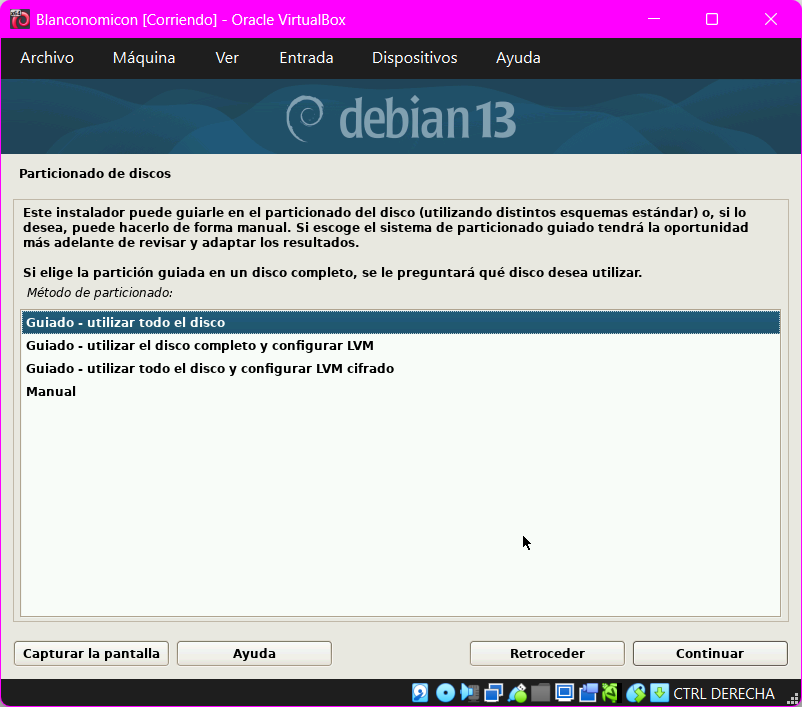 Blanconomicon [Corriendo] - Oracle VirtualBox
Archivo Máquina Ver Entrada Dispositivos Ayuda
debian 13
Particionado de discos
Este instalador puede guiarle en el particionado del disco (utilizando distintos esquemas estándar) o, si lo
desea, puede hacerlo de forma manual. Si escoge el sistema de particionado guiado tendrá la oportunidad
más adelante de revisar y adaptar los resultados.
Si elige la partición guiada en un disco completo, se le preguntará qué disco desea utilizar.
Método de particionado:
Guiado - utilizar todo el disco
Guiado - utilizar el disco completo y configurar LVM
Guiado - utilizar todo el disco y configurar LVM cifrado
Manual
Capturar la pantalla Ayuda Retroceder Continuar
CTRL DERECHA